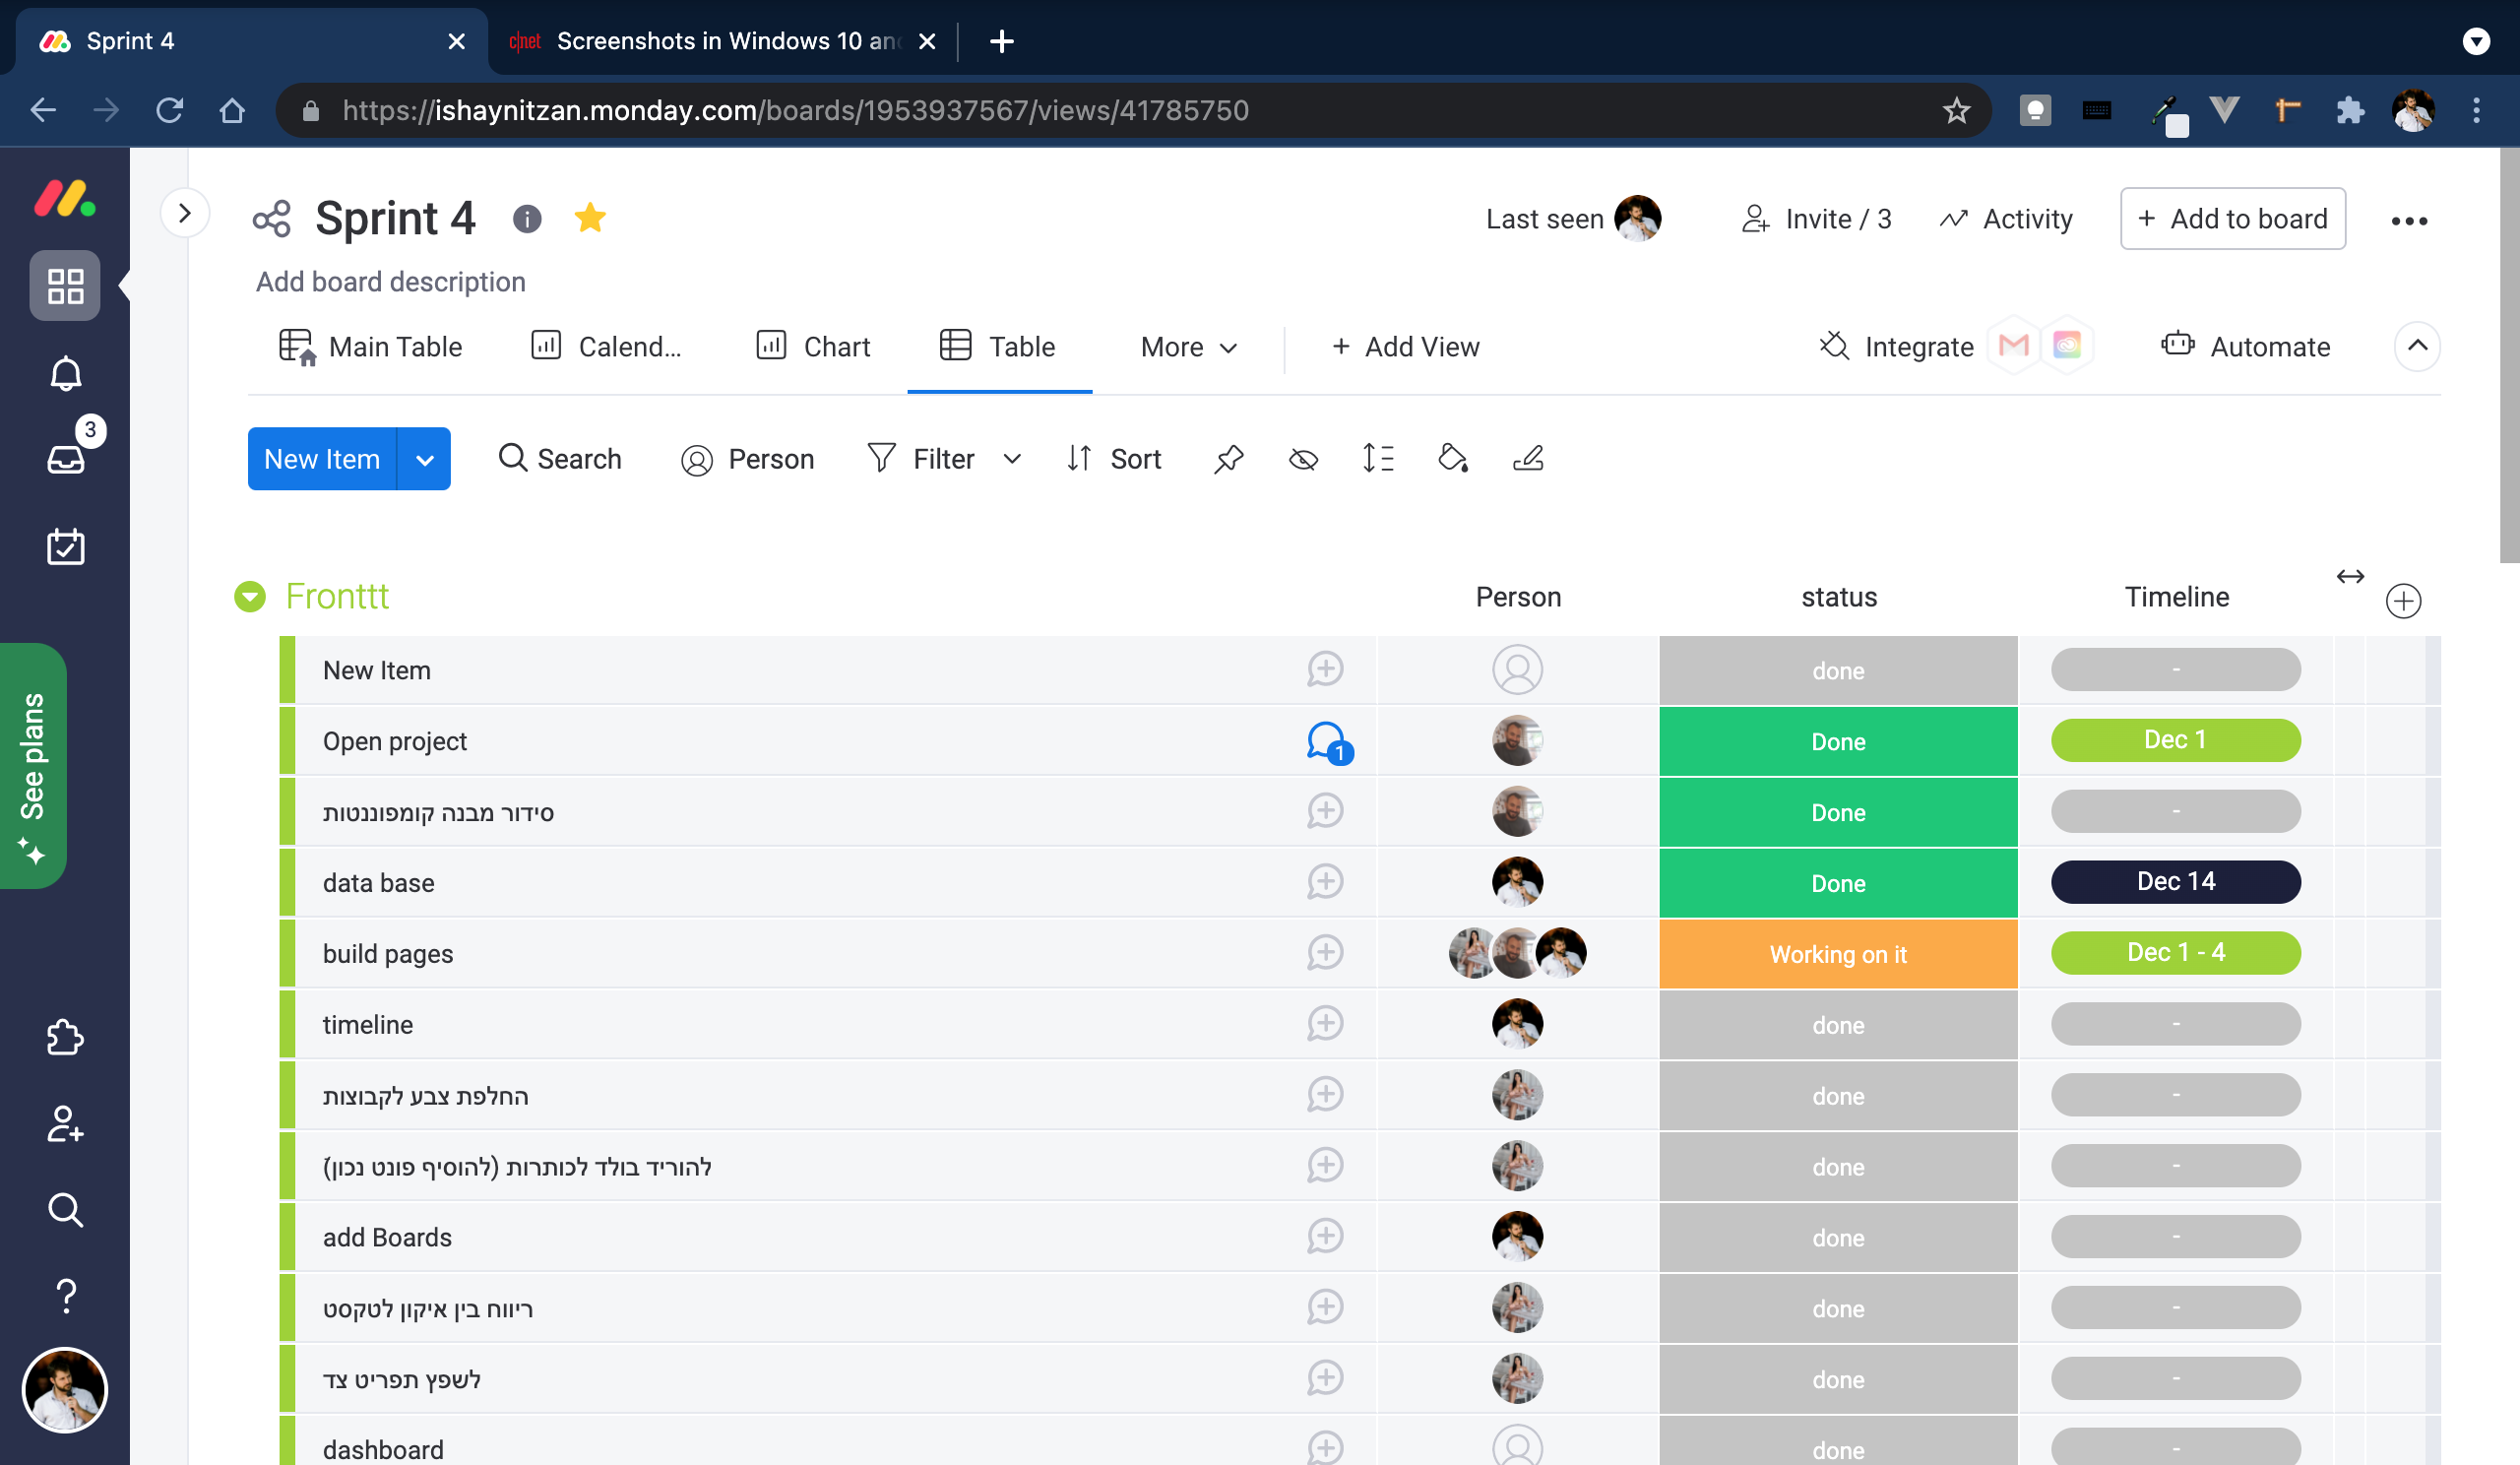 Sprint 4
c|net Screenshots in Windows 10 an
https://ishaynitzan.monday.com/boards/1953937567/views/41785750
Sprint 4
Last seen
Invite / 3
Activity
+ Add to board
Add board description
Main Table
Calend...
Chart
Table
More
+ Add View
Integrate
Automate
3
New Item
Search
Person
Filter
Sort
See plans
Fronttt Person status Timeline
New Item done -
Open project 1 Done Dec 1
סידור מבנה קומפוננטות Done -
data base Done Dec 14
build pages Working on it Dec 1 - 4
timeline done -
החלפת צבע לקבוצות done -
להוריד בולד לכותרות (להוסיף פונט נכון) done -
add Boards done -
ריווח בין איקון לטקסט done -
לשפץ תפריט צד done -
dashboard done -